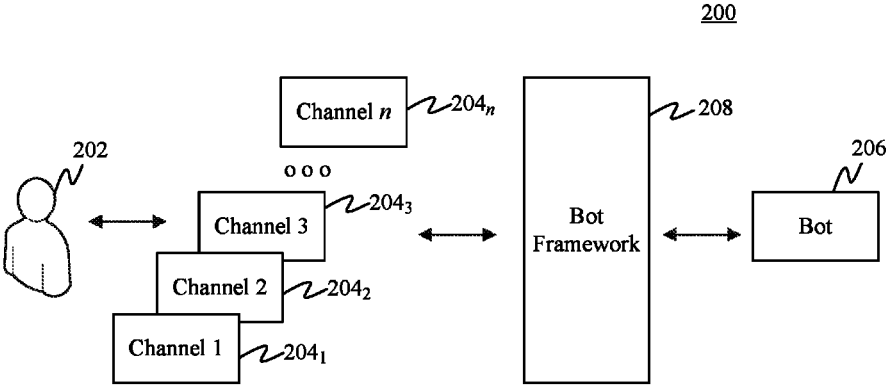 200
Channel n
204n
208
202
206
ooo
Channel 3
2043
Bot
Framework
Bot
Channel 2
2042
Channel 1
2041